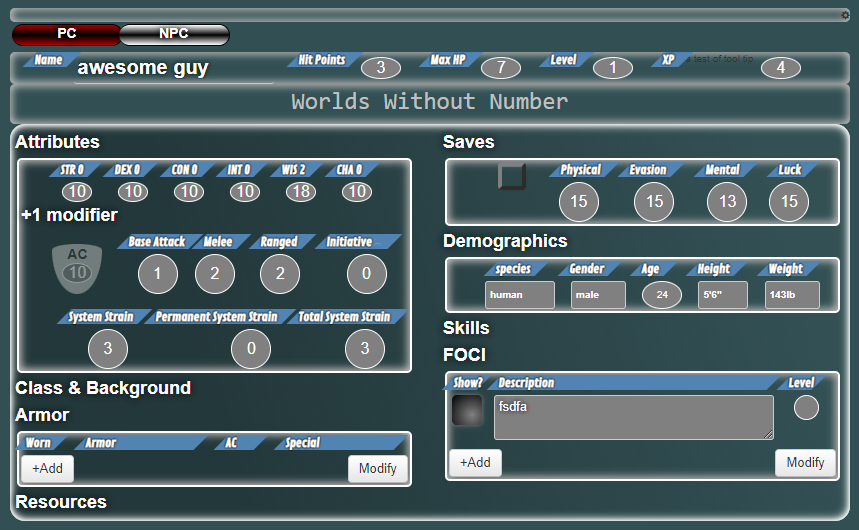 PC NPC
Name awesome guy Hit Points 3 Max HP 7 Level 1 XP a test of tool tip. 4
Worlds Without Number
Attributes
STR 0 DEX 0 CON 0 INT 0 WIS 2 CHA 0
10 10 10 10 18 10
+1 modifier
AC 10
Base Attack Melee Ranged Initiative
1 2 2 0
System Strain Permanent System Strain Total System Strain
3 0 3
Class & Background
Armor
Worn Armor AC Special
+Add Modify
Resources
Saves
Physical Evasion Mental Luck
15 15 13 15
Demographics
species Gender Age Height Weight
human male 24 5'6" 143lb
Skills
FOCI
Show? Description Level
fsdfa
+Add Modify